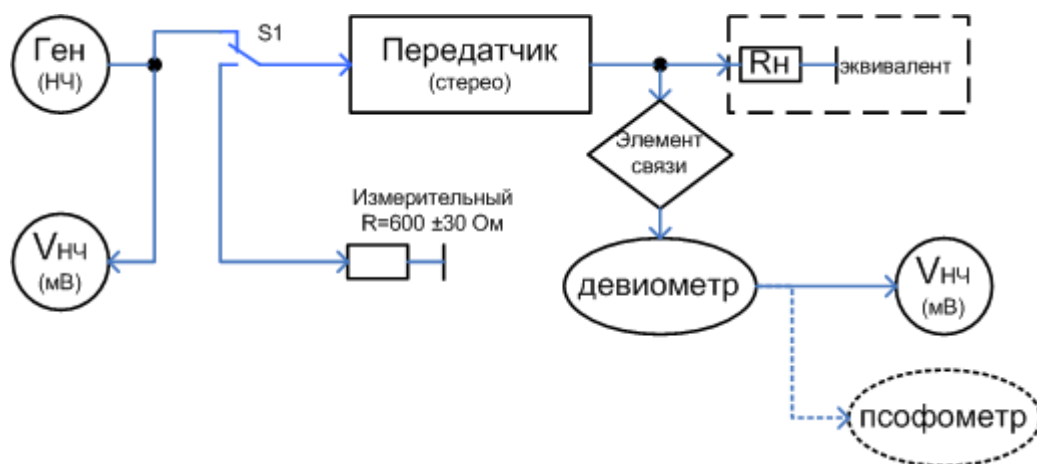 Ген
(НЧ)
S1
Передатчик
(стерео)
Rн
эквивалент
Элемент
связи
Измерительный
R=600 ±30 Ом
Vнч
(мВ)
девиометр
Vнч
(мВ)
псофометр